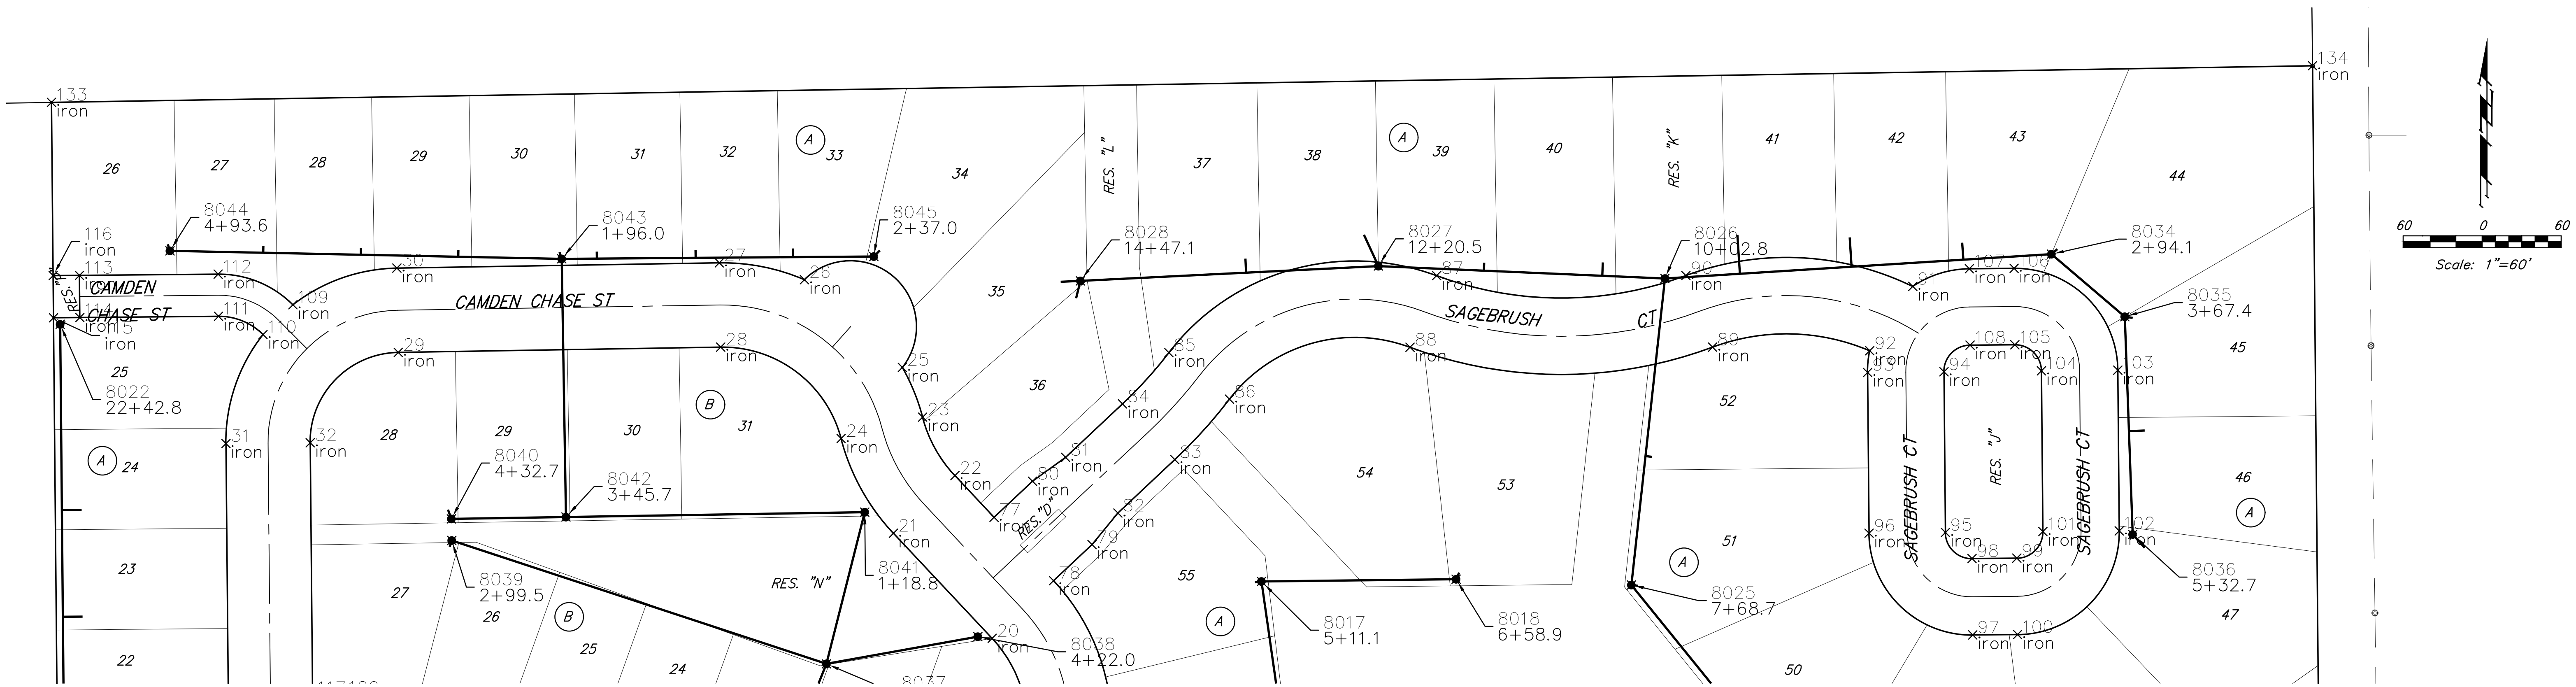 133
iron
134
iron
26
27
28
29
30
31
32
A
33
34
RES. "L"
37
38
A
39
40
RES. "K"
41
42
43
44
60 0 60
Scale: 1"=60'
116
iron
8044
4+93.6
8043
1+96.0
8045
2+37.0
8028
14+47.1
8027
12+20.5
8026
10+02.8
8034
2+94.1
113
112
109
iron
30
iron
27
iron
26
iron
35
87
iron
90
iron
91
iron
107
iron
106
iron
CAMDEN
CHASE ST
CAMDEN CHASE ST
SAGEBRUSH
CT
114
iron
115
iron
111
iron
110
iron
8035
3+67.4
29
iron
28
iron
25
iron
85
iron
88
iron
89
iron
92
iron
93
iron
108
iron
105
iron
94
iron
104
iron
103
iron
45
25
8022
22+42.8
36
84
iron
86
iron
52
B
23
iron
31
iron
32
iron
28
29
30
31
24
iron
A
24
81
iron
83
iron
80
iron
22
iron
54
53
SAGEBRUSH CT
RES. "J"
SAGEBRUSH CT
46
A
8040
4+32.7
8042
3+45.7
77
iron
RES."D"
82
iron
79
iron
21
iron
51
96
iron
95
iron
101
iron
102
iron
98
iron
99
iron
A
23
8039
2+99.5
27
26
B
25
24
RES. "N"
8041
1+18.8
78
iron
55
A
8017
5+11.1
8018
6+58.9
8025
7+68.7
8036
5+32.7
47
22
20
iron
8038
4+22.0
97
iron
100
iron
50
8037